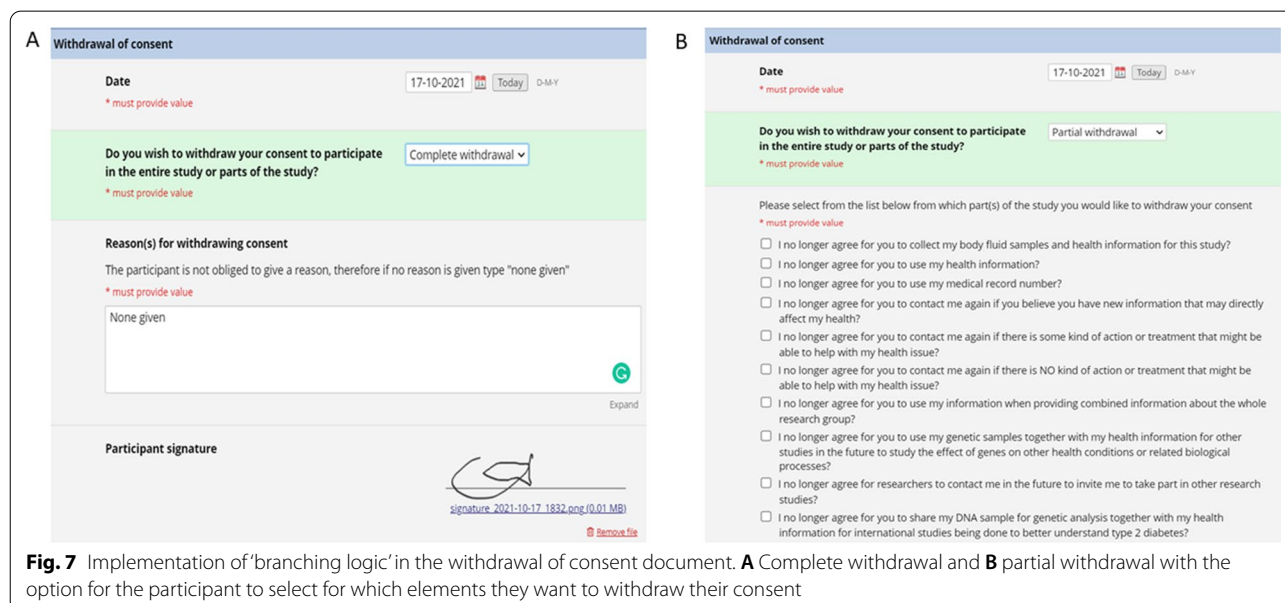 A
Withdrawal of consent
Date
* must provide value
17-10-2021 Today D-M-Y
Do you wish to withdraw your consent to participate
in the entire study or parts of the study?
* must provide value
Complete withdrawal
Reason(s) for withdrawing consent
The participant is not obliged to give a reason, therefore if no reason is given type "none given"
* must provide value
None given
Expand
Participant signature
signature_2021-10-17_1832.png (0.01 MB)
Remove file
B
Withdrawal of consent
Date
* must provide value
17-10-2021 Today D-M-Y
Do you wish to withdraw your consent to participate
in the entire study or parts of the study?
* must provide value
Partial withdrawal
Please select from the list below from which part(s) of the study you would like to withdraw your consent
* must provide value
I no longer agree for you to collect my body fluid samples and health information for this study?
I no longer agree for you to use my health information?
I no longer agree for you to use my medical record number?
I no longer agree for you to contact me again if you believe you have new information that may directly
affect my health?
I no longer agree for you to contact me again if there is some kind of action or treatment that might be
able to help with my health issue?
I no longer agree for you to contact me again if there is NO kind of action or treatment that might be
able to help with my health issue?
I no longer agree for you to use my information when providing combined information about the whole
research group?
I no longer agree for you to use my genetic samples together with my health information for other
studies in the future to study the effect of genes on other health conditions or related biological
processes?
I no longer agree for researchers to contact me in the future to invite me to take part in other research
studies?
I no longer agree for you to share my DNA sample for genetic analysis together with my health
information for international studies being done to better understand type 2 diabetes?
Fig. 7 Implementation of ‘branching logic’ in the withdrawal of consent document. A Complete withdrawal and B partial withdrawal with the
option for the participant to select for which elements they want to withdraw their consent